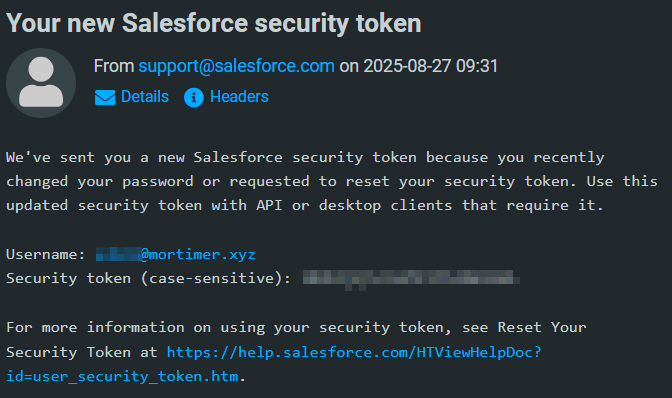 Your new Salesforce security token
From support@salesforce.com on 2025-08-27 09:31
Details Headers
We've sent you a new Salesforce security token because you recently
changed your password or requested to reset your security token. Use this
updated security token with API or desktop clients that require it.
Username: @mortimer.xyz
Security token (case-sensitive):
For more information on using your security token, see Reset Your
Security Token at https://help.salesforce.com/HTViewHelpDoc?
id=user_security_token.htm.